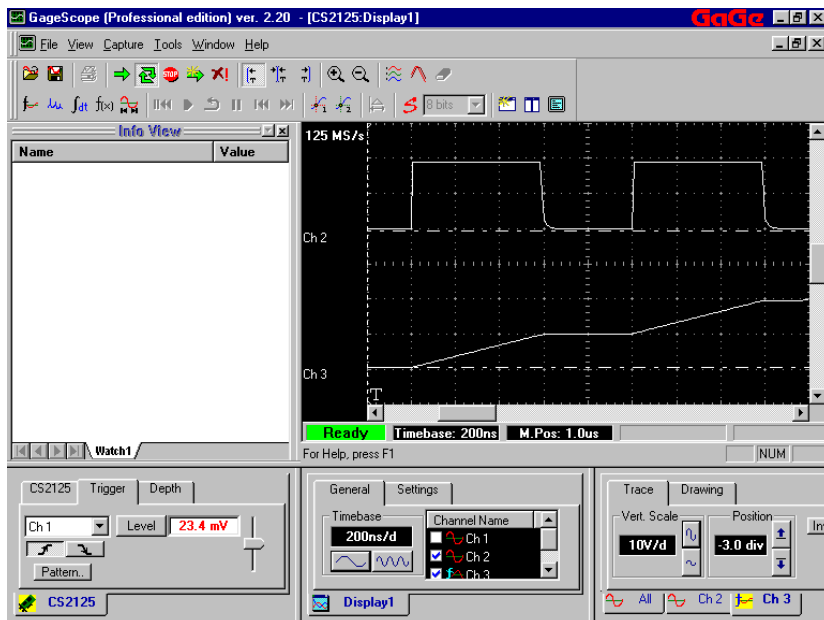 GageScope (Professional edition) ver. 2.20 - [CS2125:Display1]
GaGe
File View Capture Tools Window Help
STOP
∫dt f(x)
8 bits
Info View
Name Value
Watch1
125 MS/s
Ch 2
Ch 3
T
Ready Timebase: 200ns M.Pos: 1.0us
For Help, press F1 NUM
CS2125 Trigger Depth
Ch 1 Level 23.4 mV
Pattern..
CS2125
General Settings
Timebase
200ns/d
Channel Name
Ch 1
Ch 2
Ch 3
Display1
Trace Drawing
Vert. Scale Position
10V/d -3.0 div
Inv
All Ch 2 Ch 3